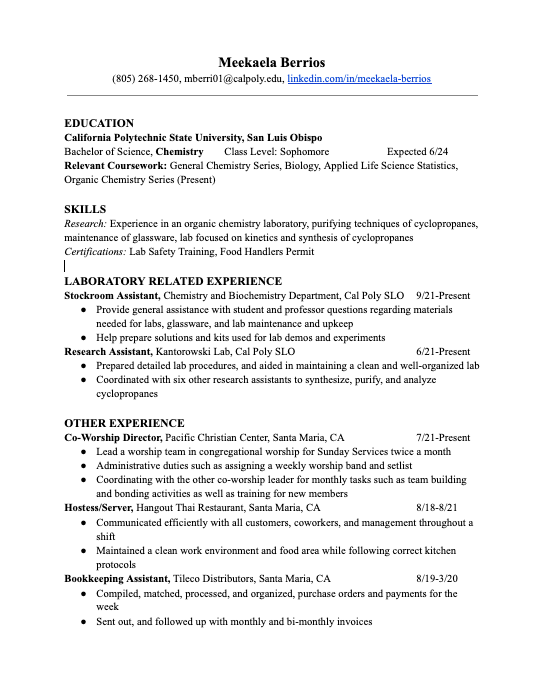 Meekaela Berrios
(805) 268-1450, mberri01@calpoly.edu, linkedin.com/in/meekaela-berrios
EDUCATION
California Polytechnic State University, San Luis Obispo
Bachelor of Science, Chemistry Class Level: Sophomore Expected 6/24
Relevant Coursework: General Chemistry Series, Biology, Applied Life Science Statistics,
Organic Chemistry Series (Present)
SKILLS
Research: Experience in an organic chemistry laboratory, purifying techniques of cyclopropanes,
maintenance of glassware, lab focused on kinetics and synthesis of cyclopropanes
Certifications: Lab Safety Training, Food Handlers Permit
LABORATORY RELATED EXPERIENCE
Stockroom Assistant, Chemistry and Biochemistry Department, Cal Poly SLO 9/21-Present
● Provide general assistance with student and professor questions regarding materials
needed for labs, glassware, and lab maintenance and upkeep
● Help prepare solutions and kits used for lab demos and experiments
Research Assistant, Kantorowski Lab, Cal Poly SLO 6/21-Present
● Prepared detailed lab procedures, and aided in maintaining a clean and well-organized lab
● Coordinated with six other research assistants to synthesize, purify, and analyze
cyclopropanes
OTHER EXPERIENCE
Co-Worship Director, Pacific Christian Center, Santa Maria, CA 7/21-Present
● Lead a worship team in congregational worship for Sunday Services twice a month
● Administrative duties such as assigning a weekly worship band and setlist
● Coordinating with the other co-worship leader for monthly tasks such as team building
and bonding activities as well as training for new members
Hostess/Server, Hangout Thai Restaurant, Santa Maria, CA 8/18-8/21
● Communicated efficiently with all customers, coworkers, and management throughout a
shift
● Maintained a clean work environment and food area while following correct kitchen
protocols
Bookkeeping Assistant, Tileco Distributors, Santa Maria, CA 8/19-3/20
● Compiled, matched, processed, and organized, purchase orders and payments for the
week
● Sent out, and followed up with monthly and bi-monthly invoices